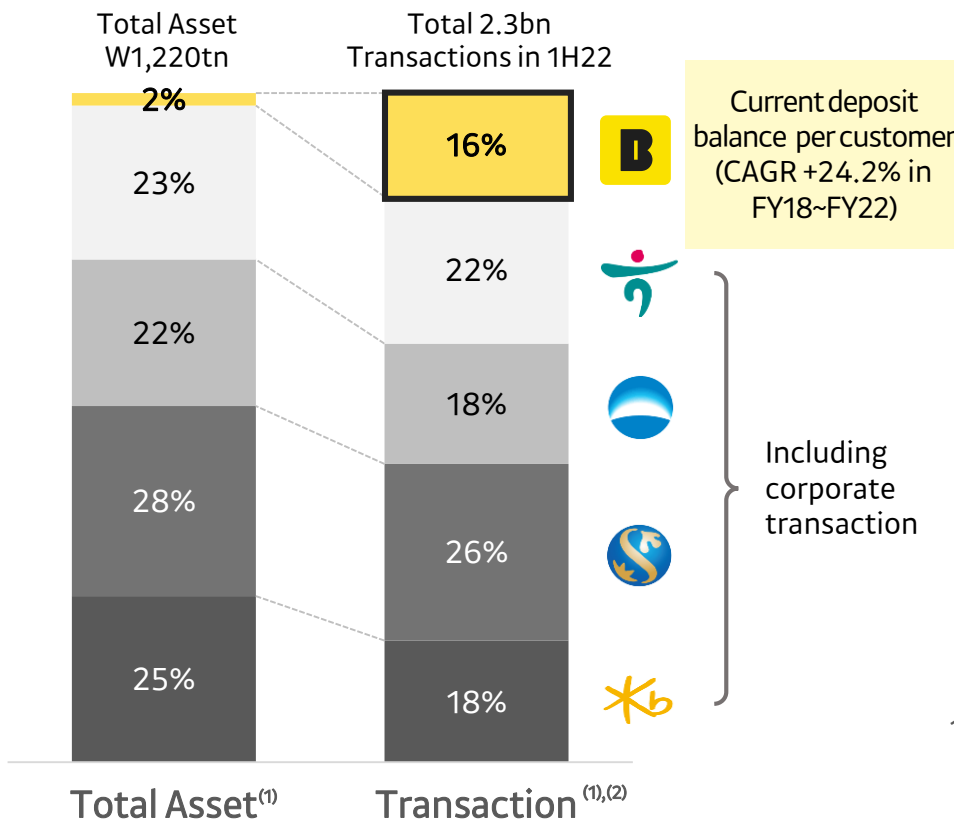 Total Asset
W1,220tn
Total 2.3bn
Transactions in 1H22
2%
23%
22%
28%
25%
16%
22%
18%
26%
18%
B
Kb
Current deposit
balance per customer
(CAGR +24.2% in
FY18~FY22)
Including
corporate
transaction
Total Asset(1)
Transaction (1),(2)